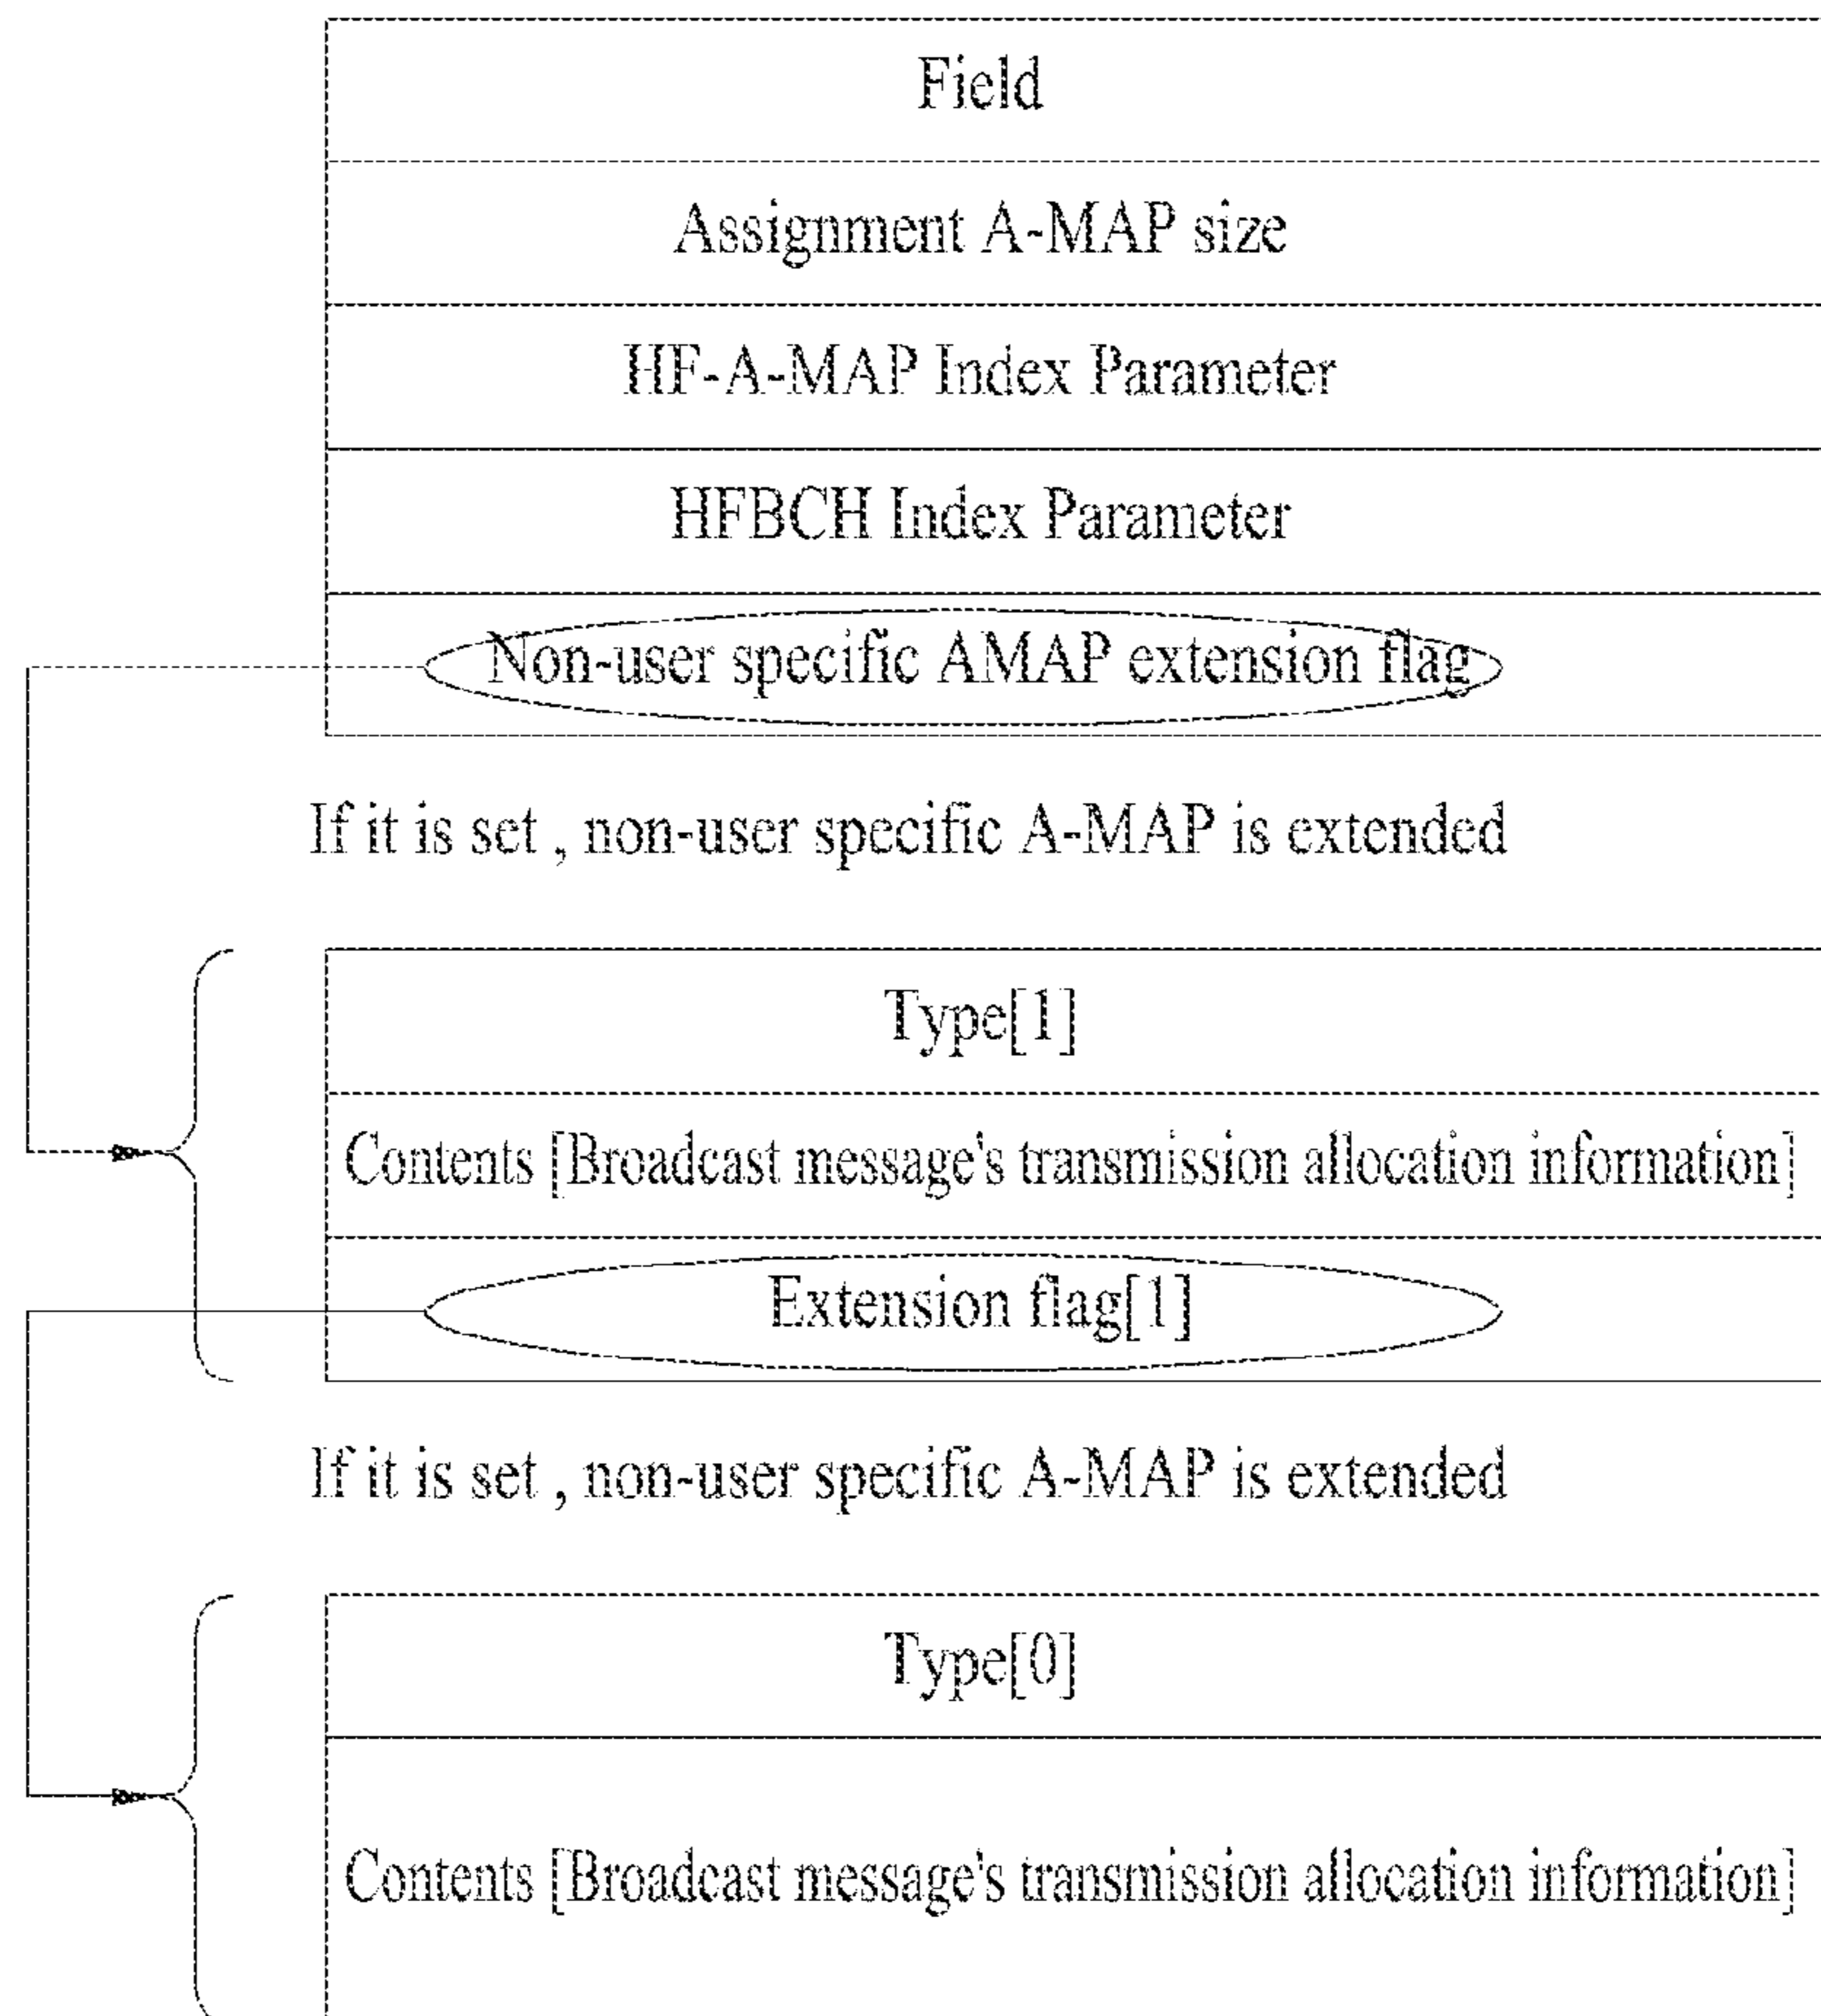 Field
Assignment A-MAP size
HF-A-MAP Index Parameter
HFBCH Index Parameter
Non-user specific AMAP extension flag
If it is set , non-user specific A-MAP is extended
Type[1]
Contents [Broadcast message's transmission allocation information]
Extension flag[1]
If it is set , non-user specific A-MAP is extended
Type[0]
Contents [Broadcast message's transmission allocation information]